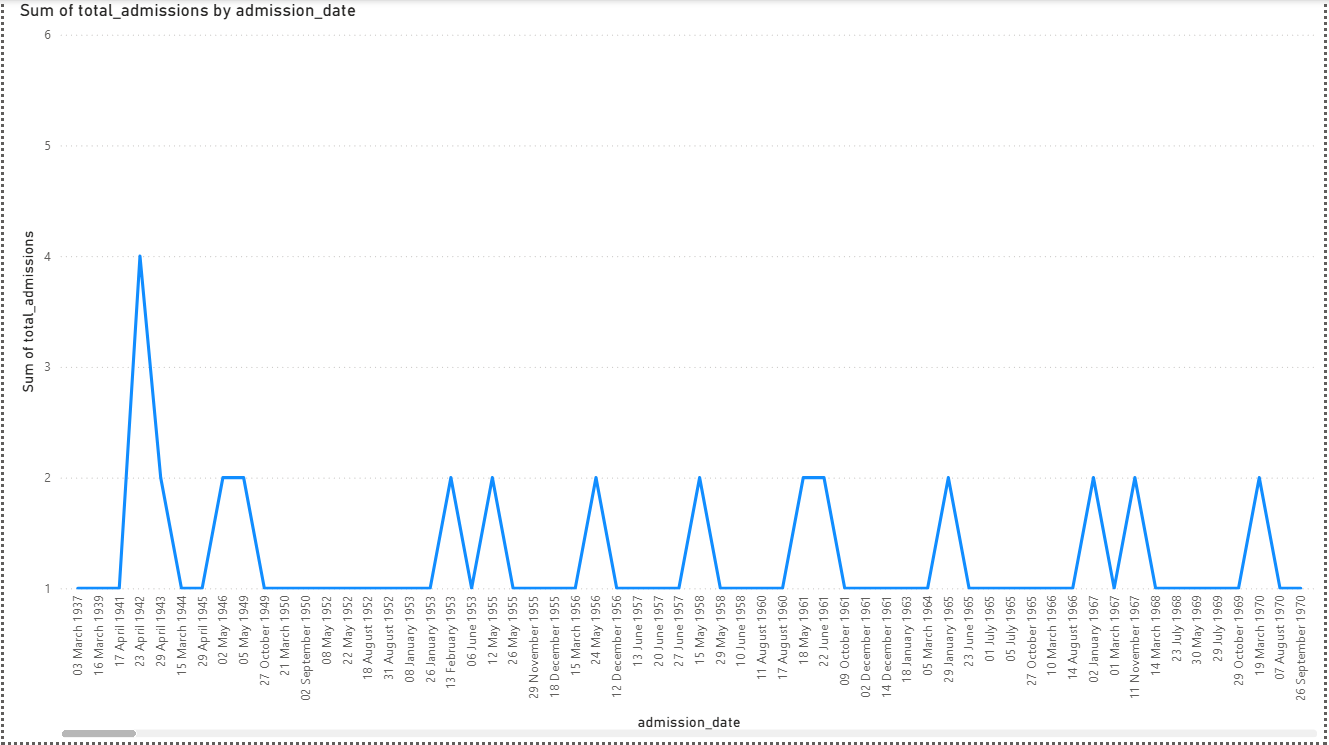 Sum of total_admissions by admission_date
6
5
4
3
2
1
Sum of total_admissions
03 March 1937
16 March 1939
17 April 1941
23 April 1942
29 April 1943
15 March 1944
29 April 1945
02 May 1946
05 May 1949
27 October 1949
21 March 1950
02 September 1950
08 May 1952
22 May 1952
18 August 1952
31 August 1952
08 January 1953
26 January 1953
13 February 1953
06 June 1953
12 May 1955
26 May 1955
29 November 1955
18 December 1955
15 March 1956
24 May 1956
12 December 1956
13 June 1957
20 June 1957
27 June 1957
15 May 1958
29 May 1958
10 June 1958
11 August 1960
17 August 1960
18 May 1961
22 June 1961
09 October 1961
02 December 1961
14 December 1961
18 January 1963
05 March 1964
29 January 1965
23 June 1965
01 July 1965
05 July 1965
27 October 1965
10 March 1966
14 August 1966
02 January 1967
01 March 1967
11 November 1967
14 March 1968
23 July 1968
30 May 1969
29 July 1969
29 October 1969
19 March 1970
07 August 1970
26 September 1970
admission_date